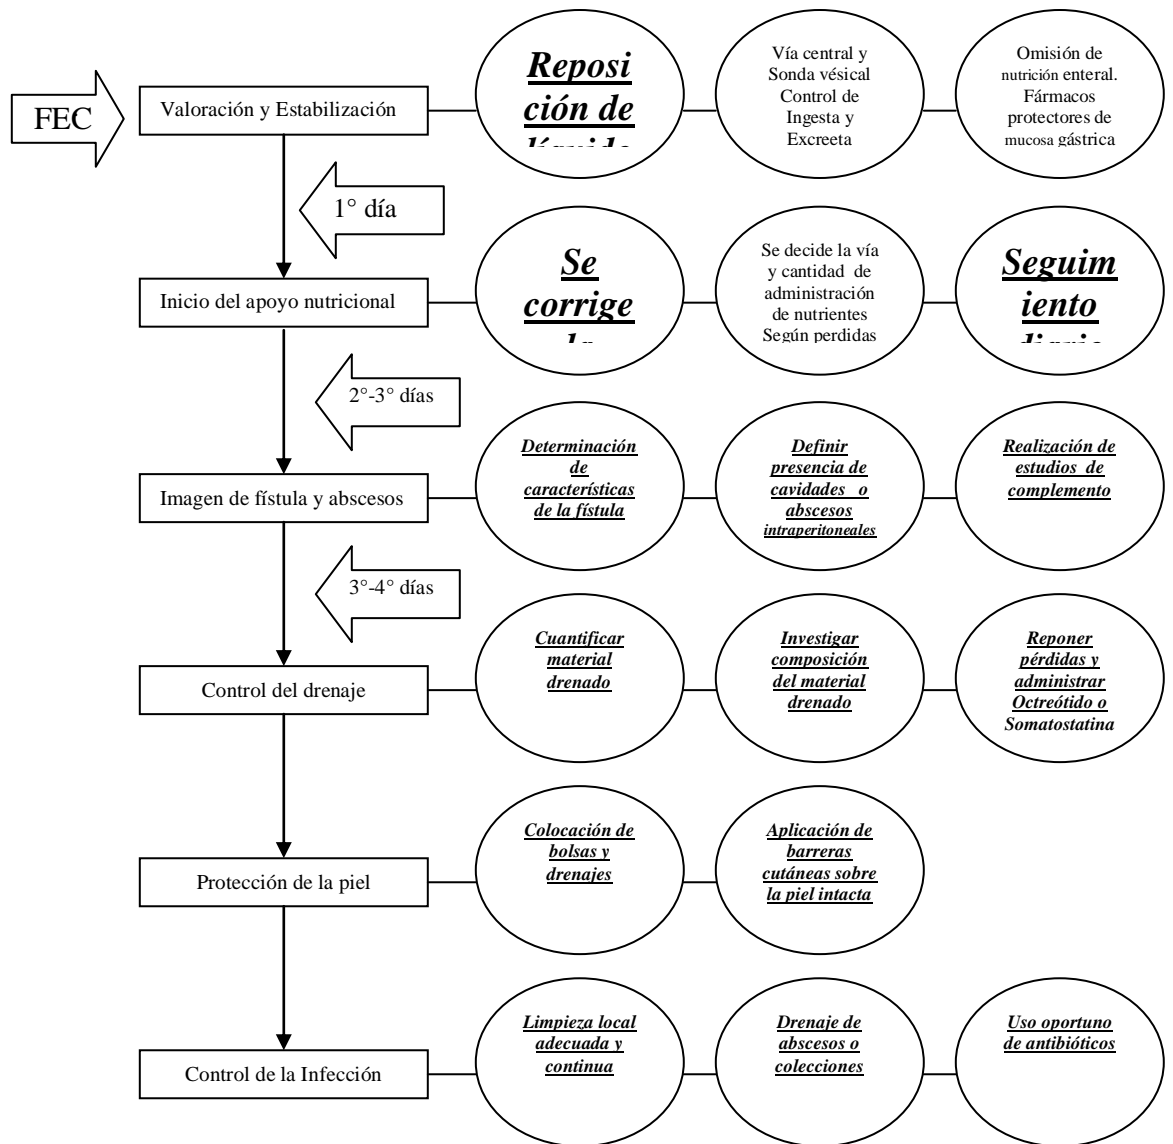 FEC
Valoración y Estabilización
Reposi
ción de
Vía central y
Sonda vésical
Control de
Ingesta y
Excreeta
Omisión de
nutrición enteral.
Fármacos
protectores de
mucosa gástrica
1° día
Inicio del apoyo nutricional
Se
corrige
Se decide la vía
y cantidad de
administración
de nutrientes
Según perdidas
Seguim
iento
2°-3° días
Imagen de fístula y abscesos
Determinación
de
características
de la fístula
Definir
presencia de
cavidades o
abscesos
intraperitoneales
Realización de
estudios de
complemento
3°-4° días
Control del drenaje
Cuantificar
material
drenado
Investigar
composición
del material
drenado
Reponer
pérdidas y
administrar
Octreótido o
Somatostatina
Protección de la piel
Colocación de
bolsas y
drenajes
Aplicación de
barreras
cutáneas sobre
la piel intacta
Control de la Infección
Limpieza local
adecuada y
continua
Drenaje de
abscesos o
colecciones
Uso oportuno
de antibióticos